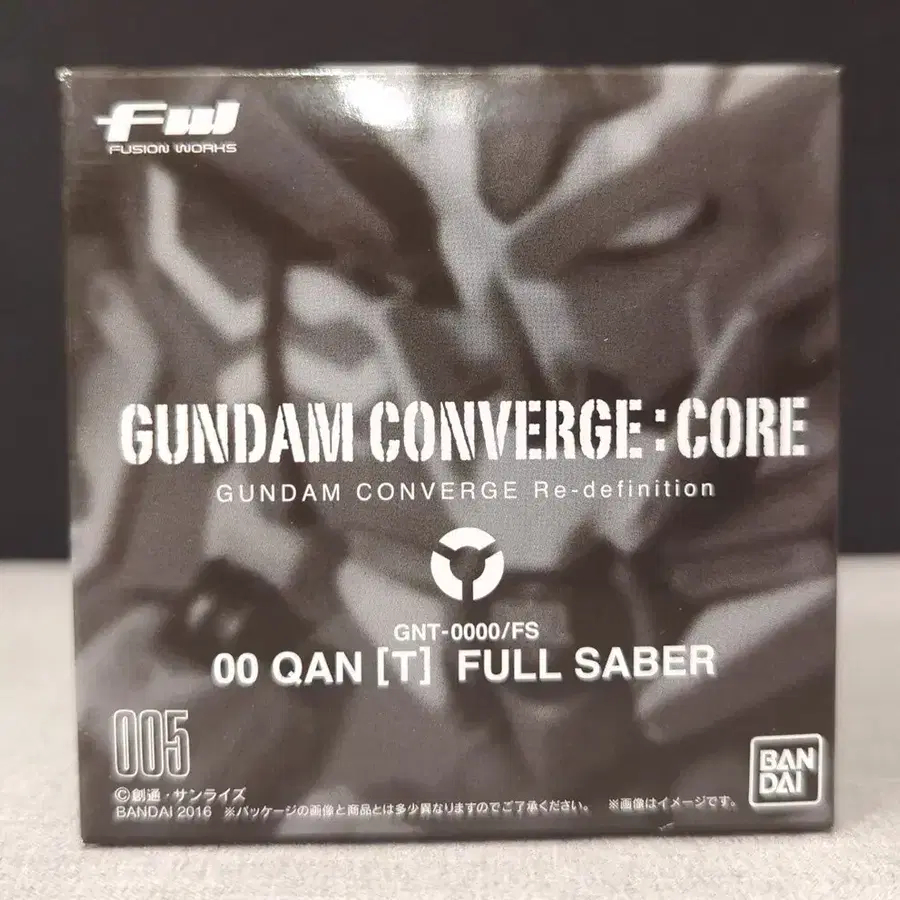 FW
FUSION WORKS
GUNDAM CONVERGE:CORE
GUNDAM CONVERGE Re-definition
GNT-0000/FS
00 QAN [T] FULL SABER
005
©創通・サンライズ
BANDAI 2016 ※パッケージの画像と商品とは多少異なりますのでご了承ください。 ※画像はイメージです。
BAN
DAI